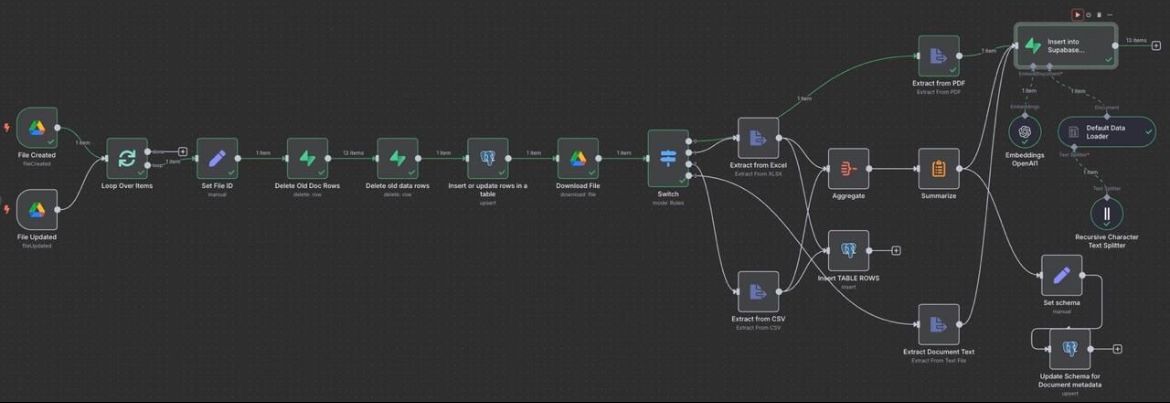 File Created
fileCreated
File Updated
fileUpdated
Loop Over Items
loop
1 item
Set File ID
manual
1 item
Delete Old Doc Rows
delete: row
13 items
Delete old data rows
delete: row
1 item
Insert or update rows in a
table
upsert
1 item
Download File
download: file
1 item
Switch
mode: Rules
1 item
Extract from PDF
Extract From PDF
1 item
Extract from Excel
Extract From XLSX
Extract from CSV
Extract From CSV
Aggregate
Summarize
Insert TABLE ROWS
insert
Extract Document Text
Extract From Text File
Insert into
Supabase...
13 items
1 item
1 item
Embeddings
Document
Embeddings
OpenAI1
Default Data
Loader
Text Splitter*
1 item
Text Splitter
Recursive Character
Text Splitter
Set schema
manual
Update Schema for
Document metadata
upsert